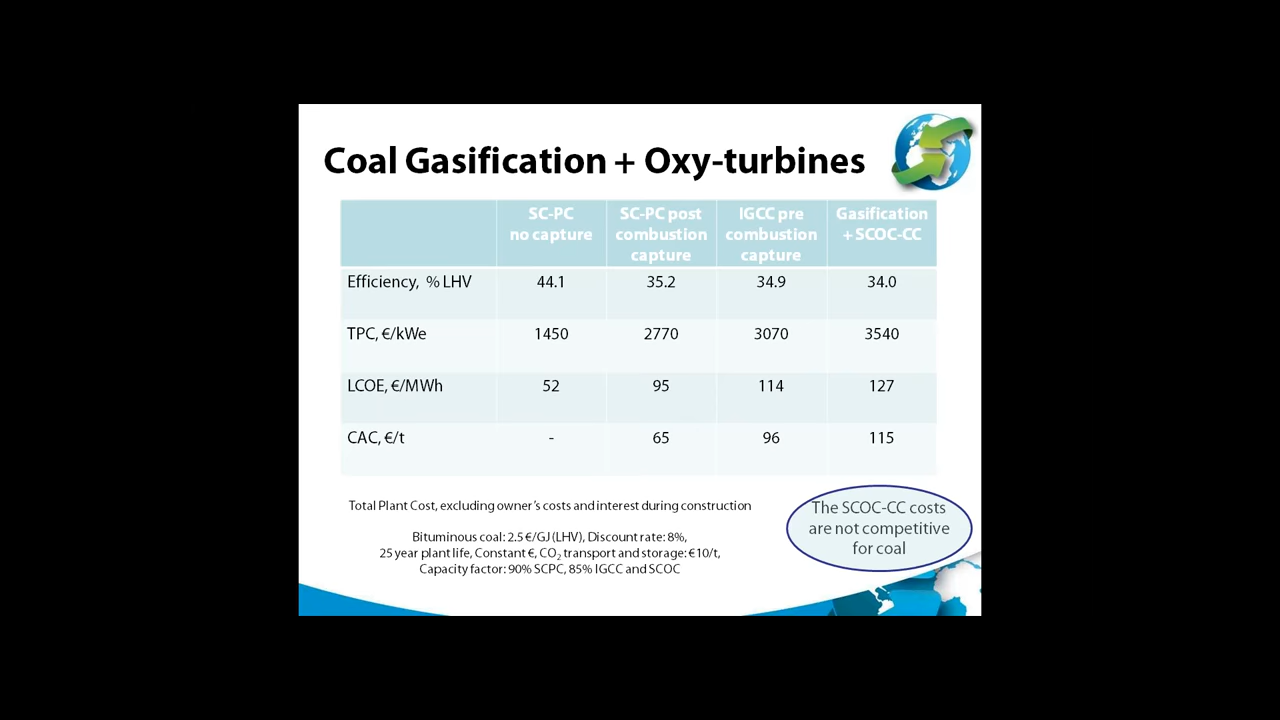 Coal Gasification + Oxy-turbines
SC-PC no capture SC-PC post combustion capture IGCC pre combustion capture Gasification + SCOC-CC
Efficiency, % LHV 44.1 35.2 34.9 34.0
TPC, €/kWe 1450 2770 3070 3540
LCOE, €/MWh 52 95 114 127
CAC, €/t - 65 96 115
Total Plant Cost, excluding owner's costs and interest during construction
Bituminous coal: 2.5 €/GJ (LHV), Discount rate: 8%,
25 year plant life, Constant €, CO2 transport and storage: €10/t,
Capacity factor: 90% SCPC, 85% IGCC and SCOC
The SCOC-CC costs
are not competitive
for coal